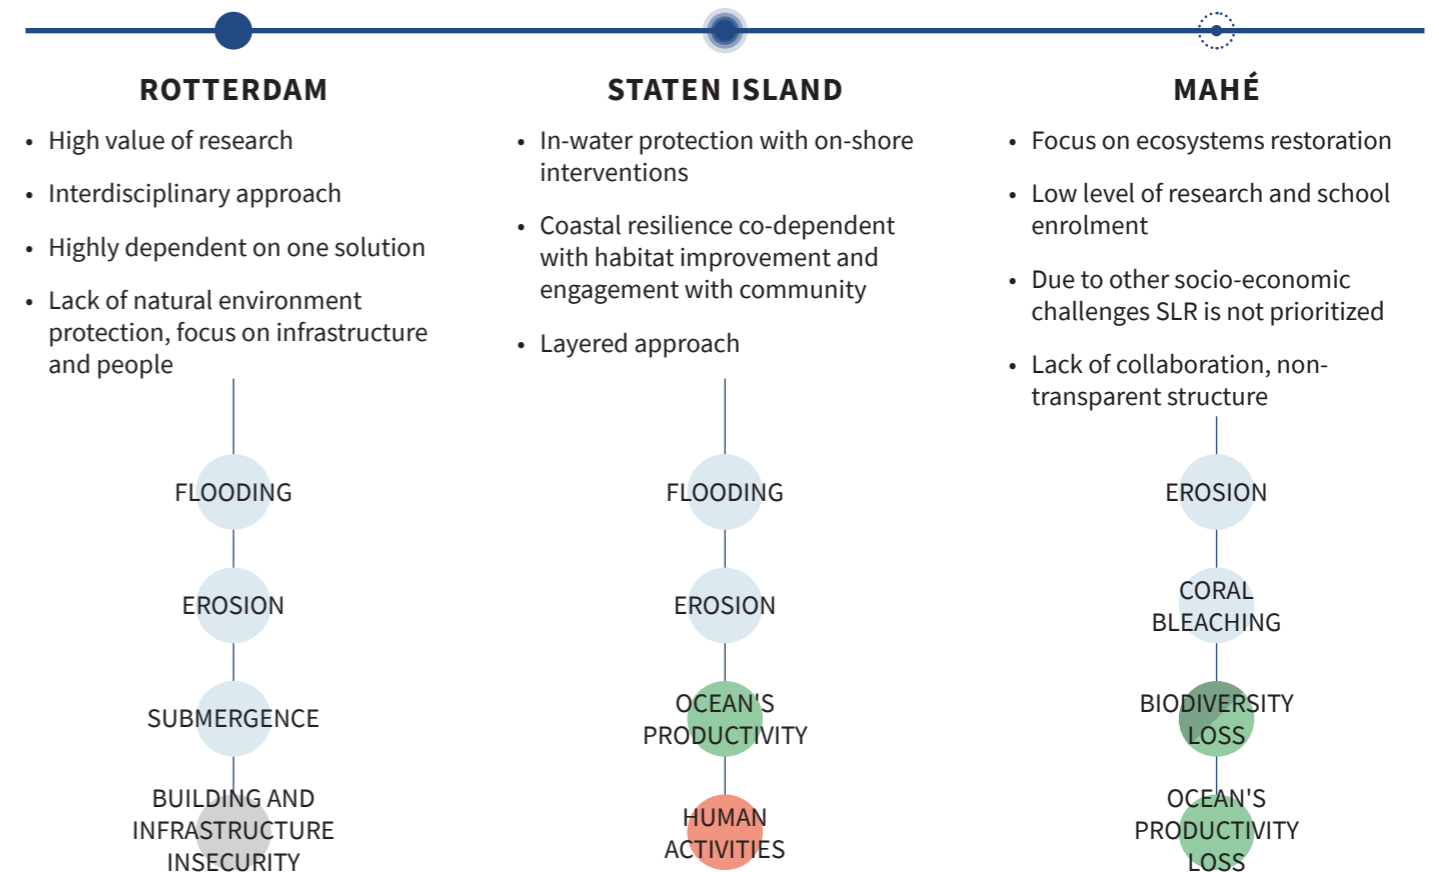 ROTTERDAM
• High value of research
• Interdisciplinary approach
• Highly dependent on one solution
• Lack of natural environment
protection, focus on infrastructure
and people
FLOODING
EROSION
SUBMERGENCE
BUILDING AND
INFRASTRUCTURE
INSECURITY
STATEN ISLAND
• In-water protection with on-shore
interventions
• Coastal resilience co-dependent
with habitat improvement and
engagement with community
• Layered approach
FLOODING
EROSION
OCEAN'S
PRODUCTIVITY
HUMAN
ACTIVITIES
MAHÉ
• Focus on ecosystems restoration
• Low level of research and school
enrolment
• Due to other socio-economic
challenges SLR is not prioritized
• Lack of collaboration, non-
transparent structure
EROSION
CORAL
BLEACHING
BIODIVERSITY
LOSS
OCEAN'S
PRODUCTIVITY
LOSS